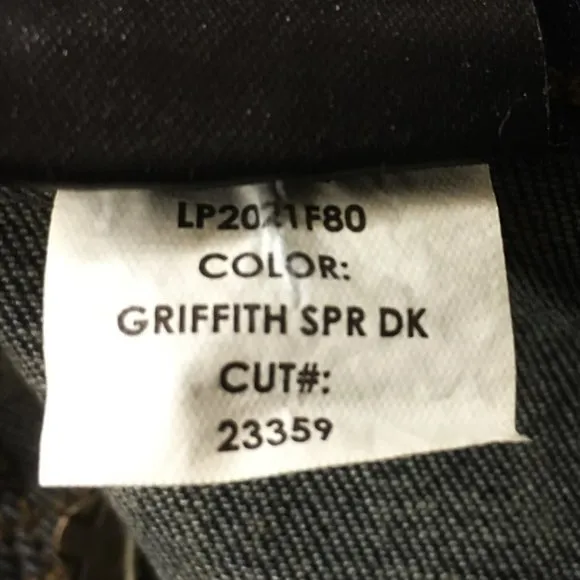 LP2021F80
COLOR:
GRIFFITH SPR DK
CUT#:
23359